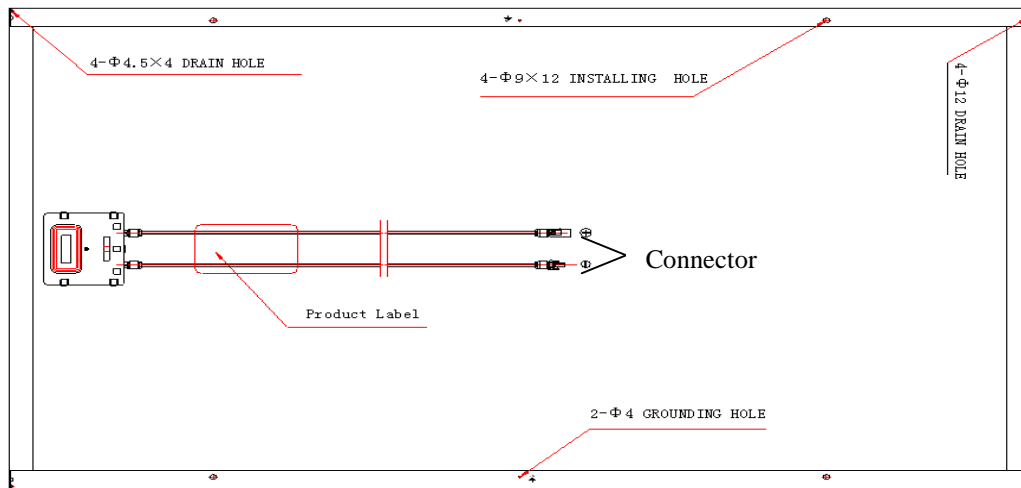 4-Φ4.5×4 DRAIN HOLE
4-Φ9×12 INSTALLING HOLE
4-Φ12 DRAIN HOLE
Connector
Product Label
2-Φ4 GROUNDING HOLE